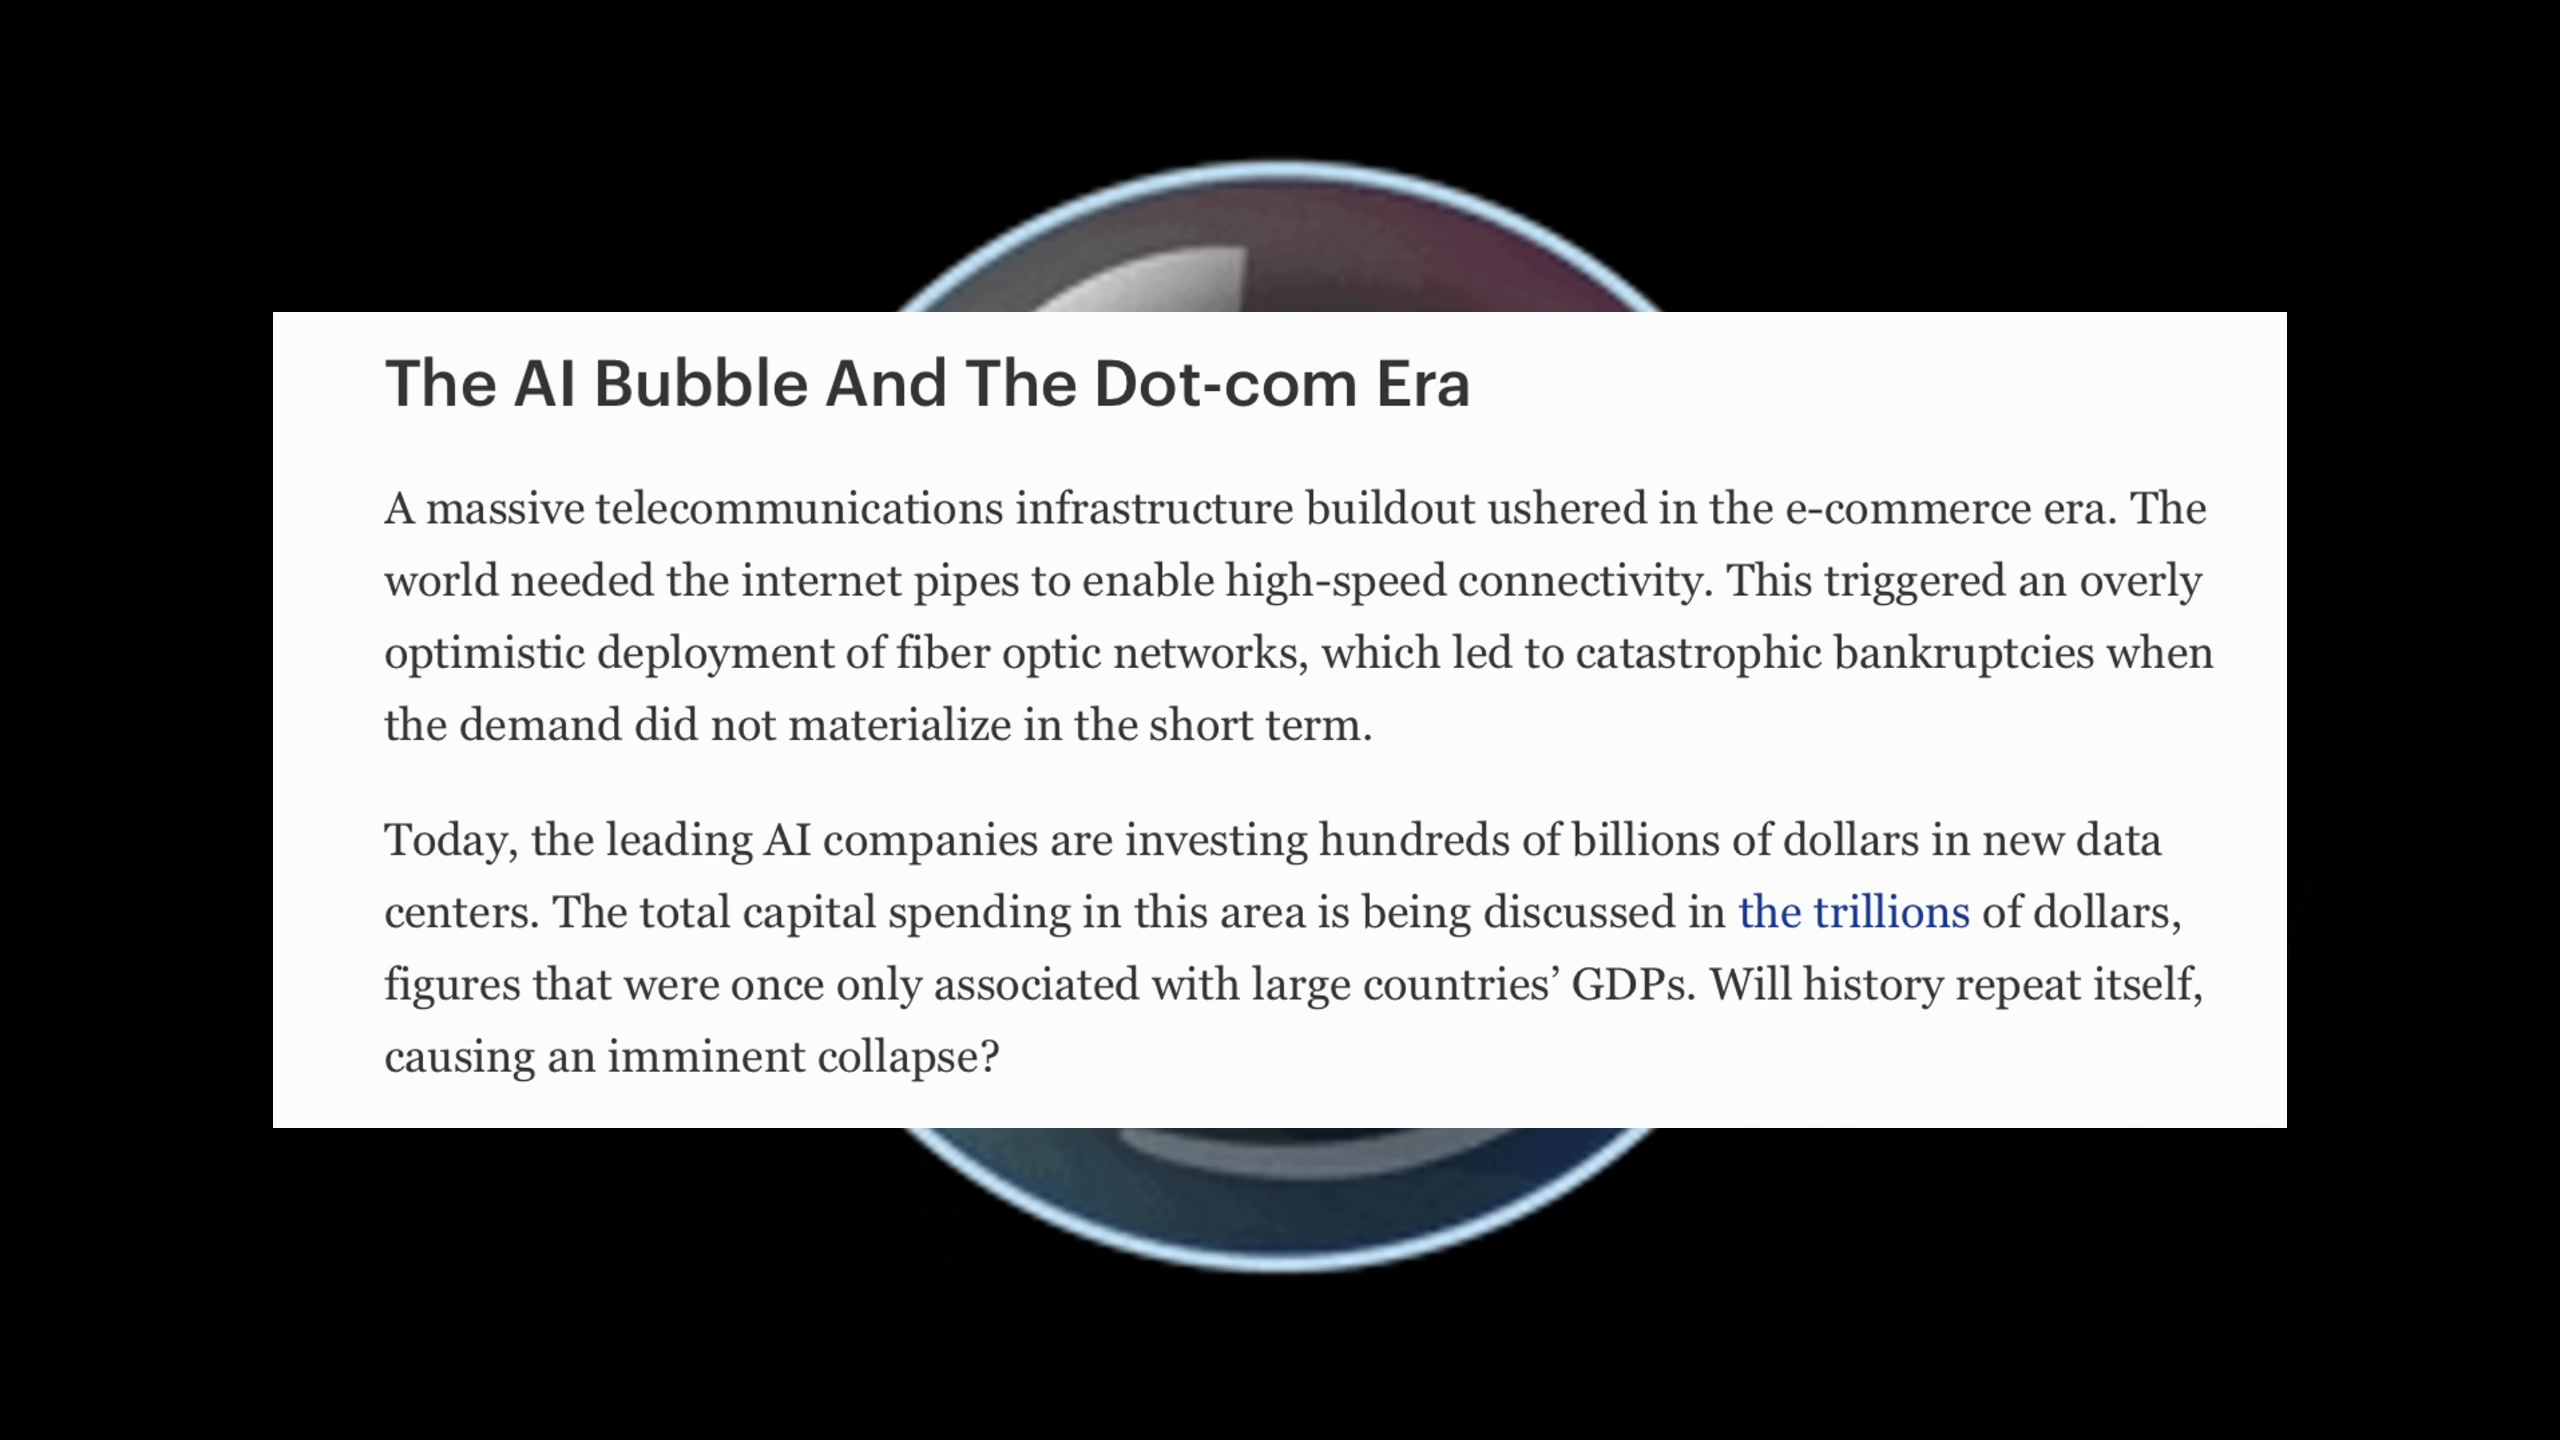 The AI Bubble And The Dot-com Era
A massive telecommunications infrastructure buildout ushered in the e-commerce era. The
world needed the internet pipes to enable high-speed connectivity. This triggered an overly
optimistic deployment of fiber optic networks, which led to catastrophic bankruptcies when
the demand did not materialize in the short term.
Today, the leading AI companies are investing hundreds of billions of dollars in new data
centers. The total capital spending in this area is being discussed in the trillions of dollars,
figures that were once only associated with large countries’ GDPs. Will history repeat itself,
causing an imminent collapse?